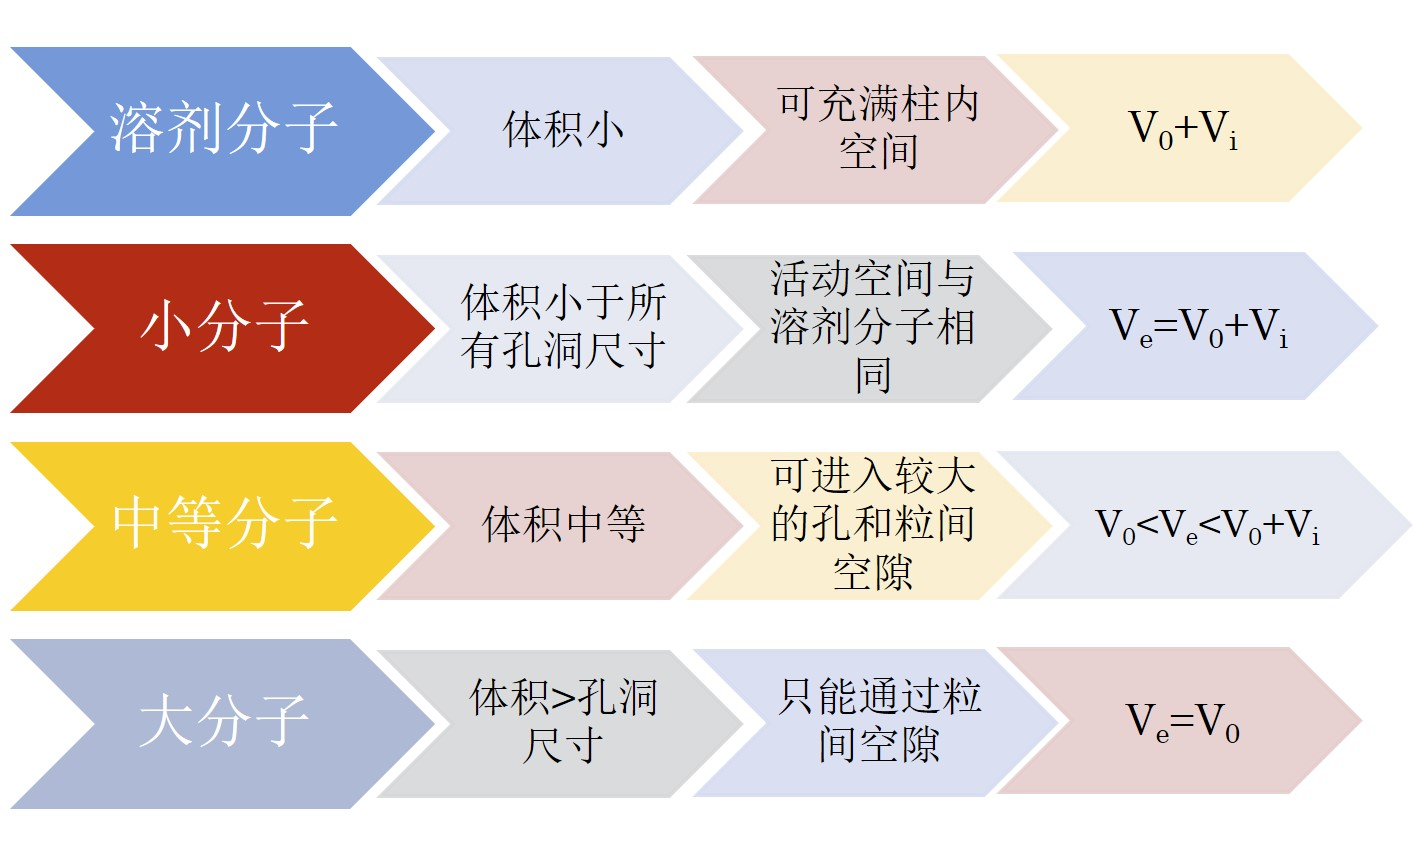 溶剂分子
体积小
可充满柱内
空间
V₀+Vᵢ
小分子
体积小于所
有孔洞尺寸
活动空间与
溶剂分子相
同
Vₑ=V₀+Vᵢ
中等分子
体积中等
可进入较大
的孔和粒间
空隙
V₀<Vₑ<V₀+Vᵢ
大分子
体积>孔洞
尺寸
只能通过粒
间空隙
Vₑ=V₀